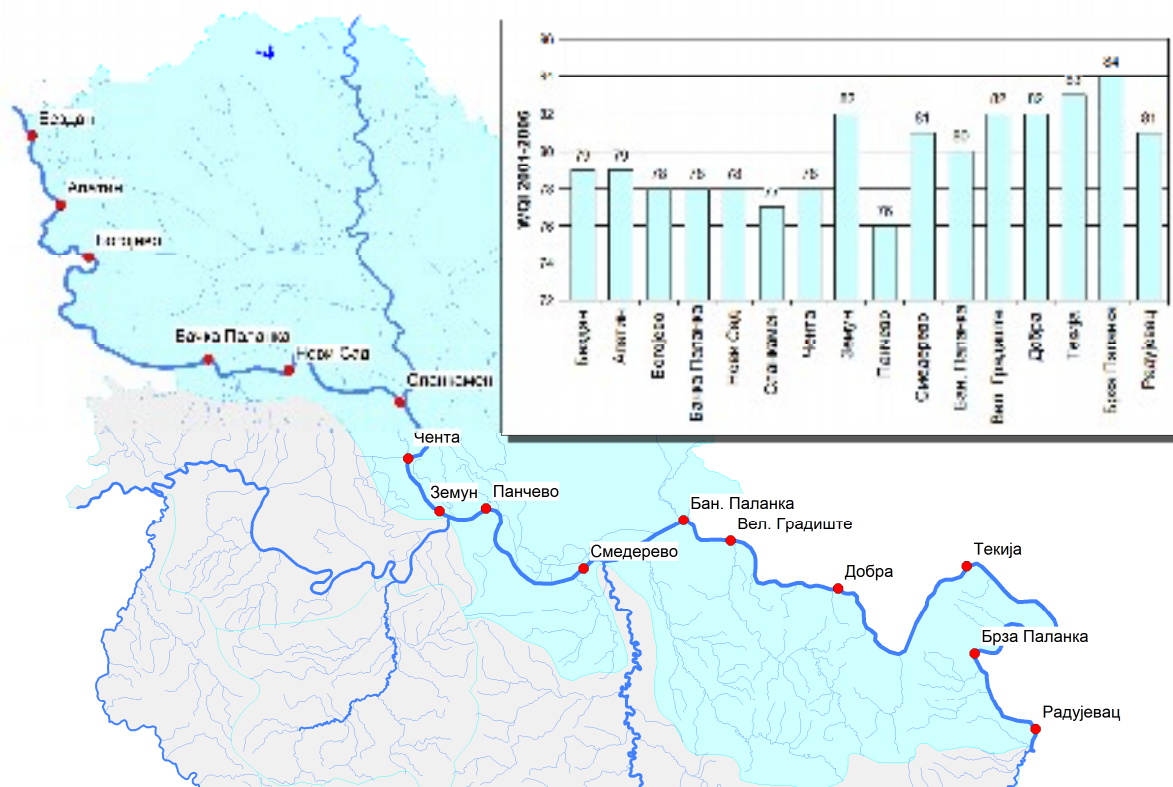 Бездан
Апатин
Богојево
Бачка Паланка
Нови Сад
Сланкамен
Чента
Земун
Панчево
Смедерево
Бан. Паланка
Вел. Градиште
Добра
Текија
Брза Паланка
Радујевац
WQI 2001-2006
86
84
82
80
78
76
74
72
79
79
78
78
78
77
78
82
76
81
80
82
82
83
84
81
Бездан
Апатин
Богојево
Бачка Паланка
Нови Сад
Сланкамен
Чента
Земун
Панчево
Смедерево
Бан. Паланка
Вел. Градиште
Добра
Текија
Брза Паланка
Радујевац